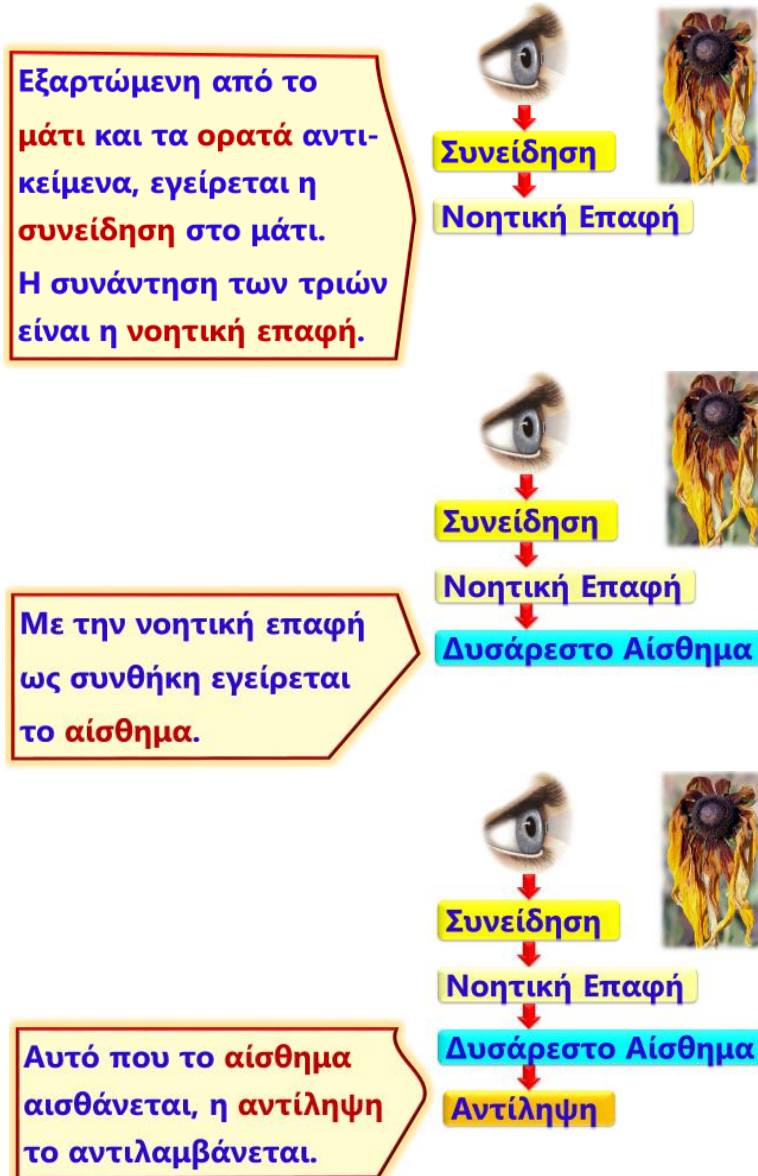 Εξαρτώμενη από το
μάτι και τα ορατά αντι-
κείμενα, εγείρεται η
συνείδηση στο μάτι.
Η συνάντηση των τριών
είναι η νοητική επαφή.
Συνείδηση
Νοητική Επαφή
Με την νοητική επαφή
ως συνθήκη εγείρεται
το αίσθημα.
Συνείδηση
Νοητική Επαφή
Δυσάρεστο Αίσθημα
Αυτό που το αίσθημα
αισθάνεται, η αντίληψη
το αντιλαμβάνεται.
Συνείδηση
Νοητική Επαφή
Δυσάρεστο Αίσθημα
Αντίληψη